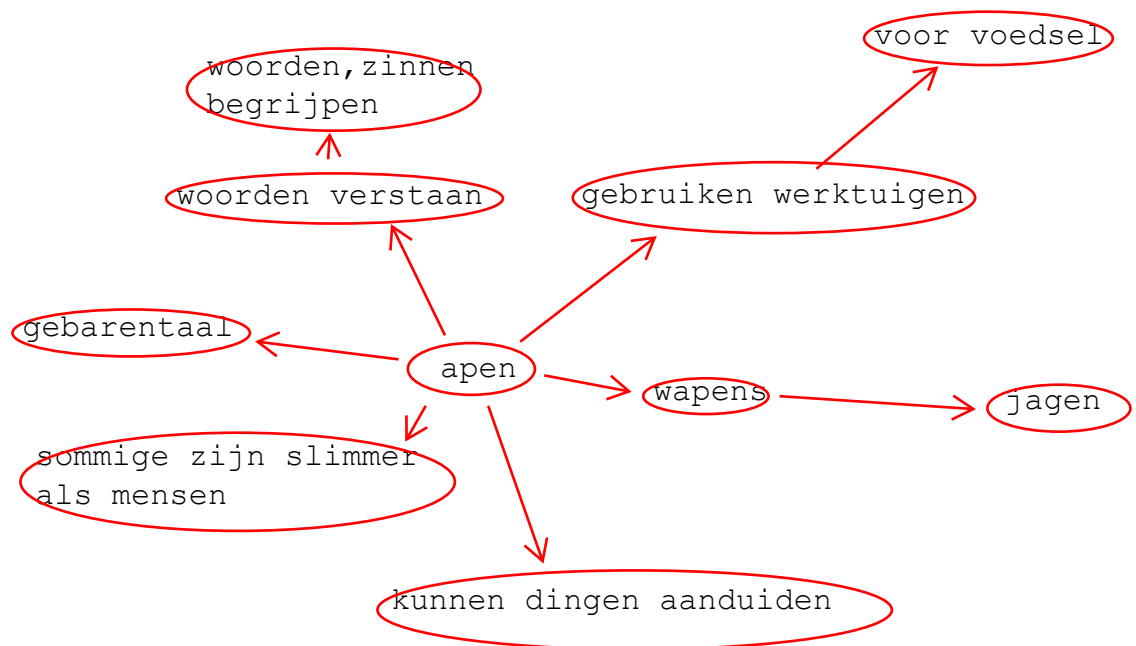 voor voedsel
woorden,zinnen
begrijpen
woorden verstaan
gebruiken werktuigen
gebarentaal
apen
wapens
jagen
sommige zijn slimmer
als mensen
kunnen dingen aanduiden